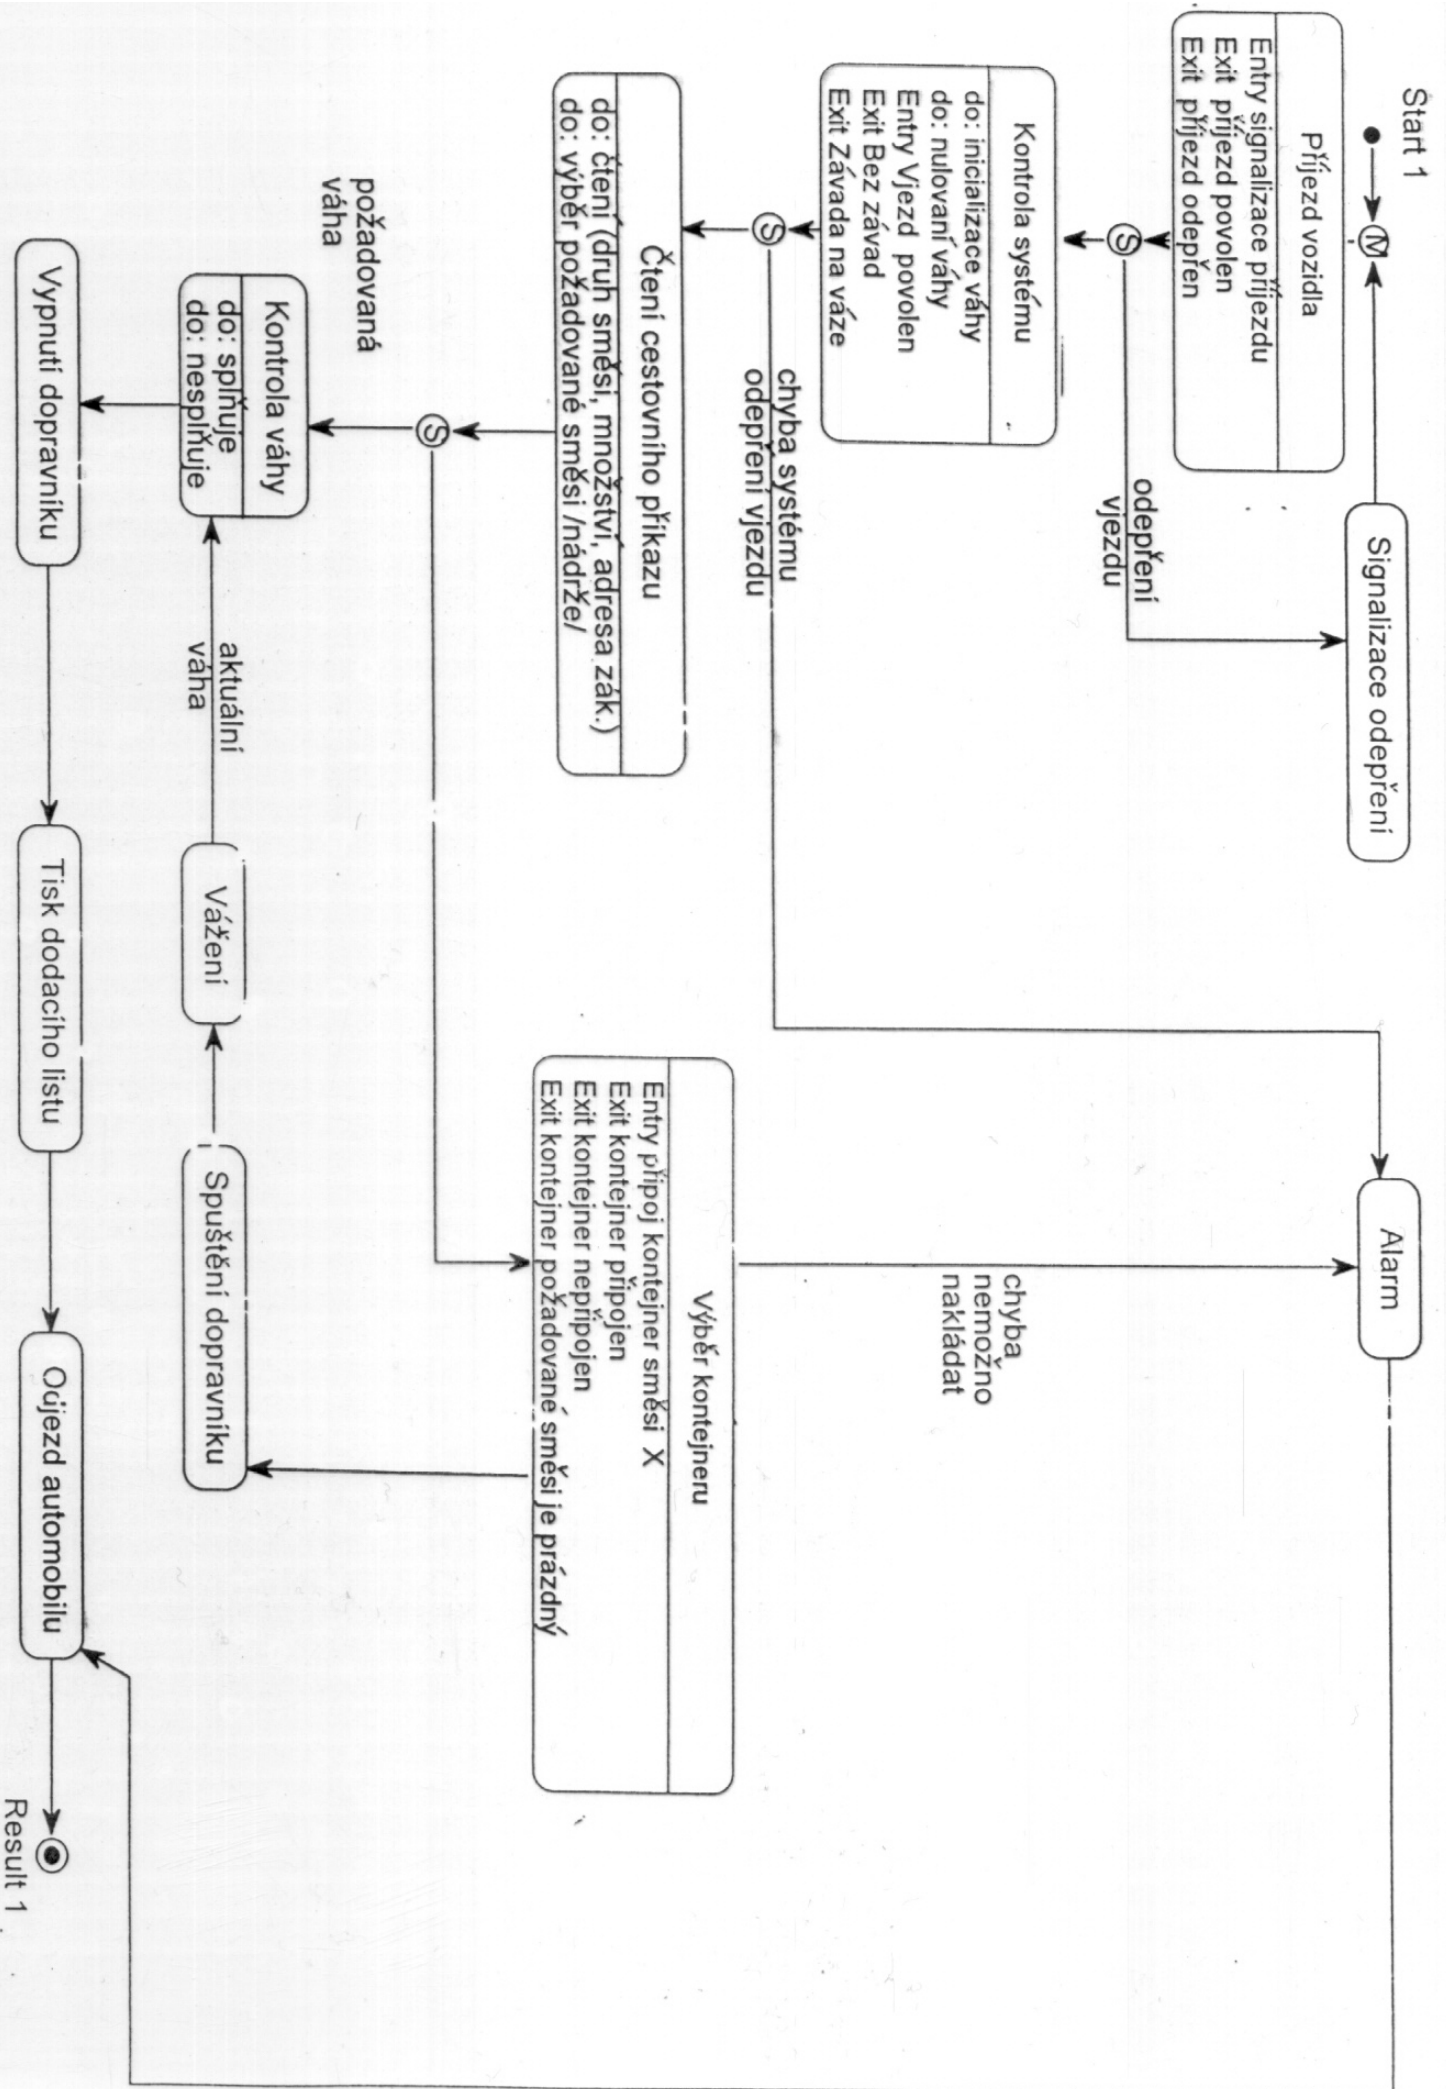 Start 1
M
Signalizace odepření
Příjezd vozidla
Entry signalizace příjezdu
Exit příjezd povolen
Exit příjezd odepřen
S
odepření
vjezdu
Kontrola systému
do: inicializace váhy
do: nulovaní váhy
Entry Vjezd povolen
Exit Bez závad
Exit Závada na váze
S
chyba systému
odepření vjezdu
Alarm
chyba
nemožno
nakládat
Čtení cestovního příkazu
do: čtení (druh směsi, množství, adresa zák.)
do: výběr požadované směsi /nádrže/
Výběr kontejneru
Entry připoj kontejner směsi X
Exit kontejner připojen
Exit kontejner nepřipojen
Exit kontejner požadované směsi je prázdný
S
požadovaná
váha
Kontrola váhy
do: splňuje
do: nesplňuje
aktuální
váha
Vážení
Spuštění dopravníku
Vypnutí dopravníku
Tisk dodacího listu
Odjezd automobilu
Result 1